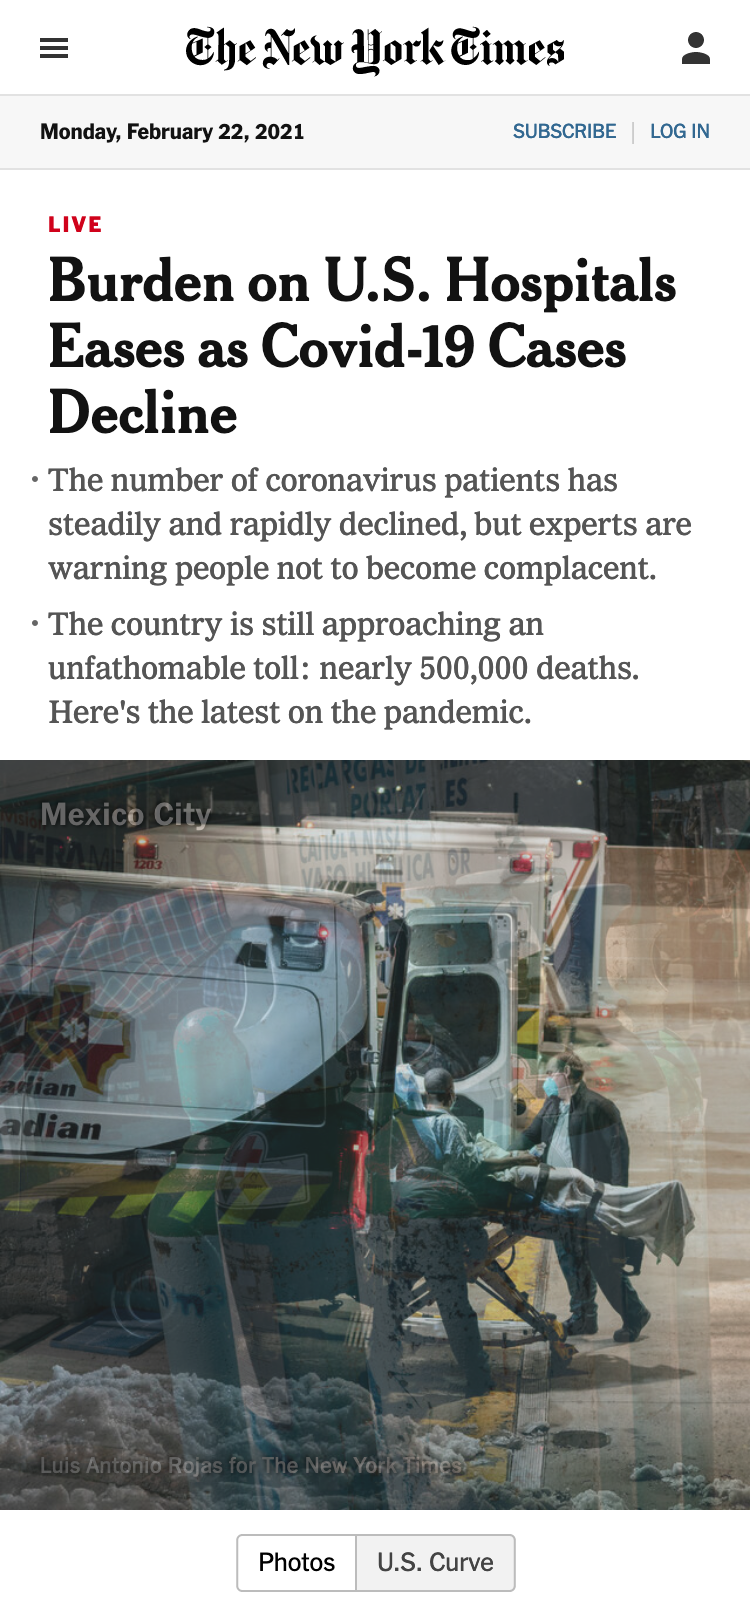 The New York Times
Monday, February 22, 2021
SUBSCRIBE
LOG IN
LIVE
Burden on U.S. Hospitals
Eases as Covid-19 Cases
Decline
· The number of coronavirus patients has
steadily and rapidly declined, but experts are
warning people not to become complacent.
· The country is still approaching an
unfathomable toll: nearly 500,000 deaths.
Here's the latest on the pandemic.
Mexico City
1203
adian
adian
Luis Antonio Rojas for The New York Times
Photos
U.S. Curve